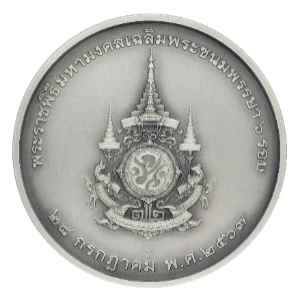 พระราชพิธีมหามงคลเฉลิมพระชนมพรรษา ๖ รอบ
๒๘ กรกฎาคม พ.ศ.๒๕๖๗